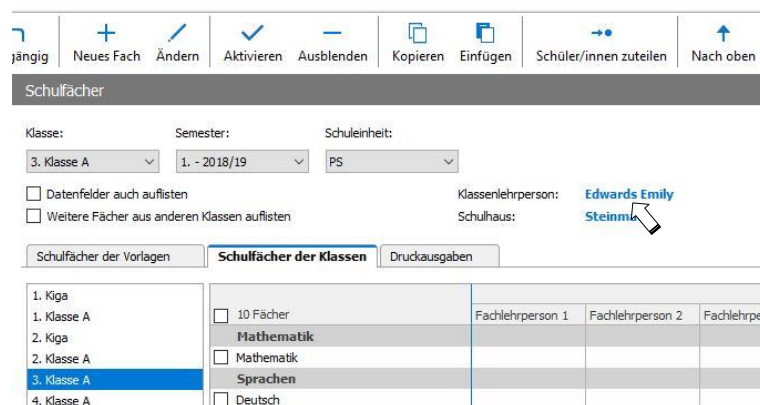 Neues Fach Ändern Aktivieren Ausblenden Kopieren Einfügen Schüler/innen zuteilen Nach oben
Schulfächer
Klasse: Semester: Schuleinheit:
3. Klasse A 1. - 2018/19 PS
Datenfelder auch auflisten Klassenlehrperson: Edwards Emily
Weitere Fächer aus anderen Klassen auflisten Schulhaus:
Schulfächer der Vorlagen Schulfächer der Klassen Druckausgaben
1. Kiga
1. Klasse A 10 Fächer Fachlehrperson 1 Fachlehrperson 2
2. Kiga Mathematik
2. Klasse A Mathematik
3. Klasse A Sprachen
4. Klasse A Deutsch